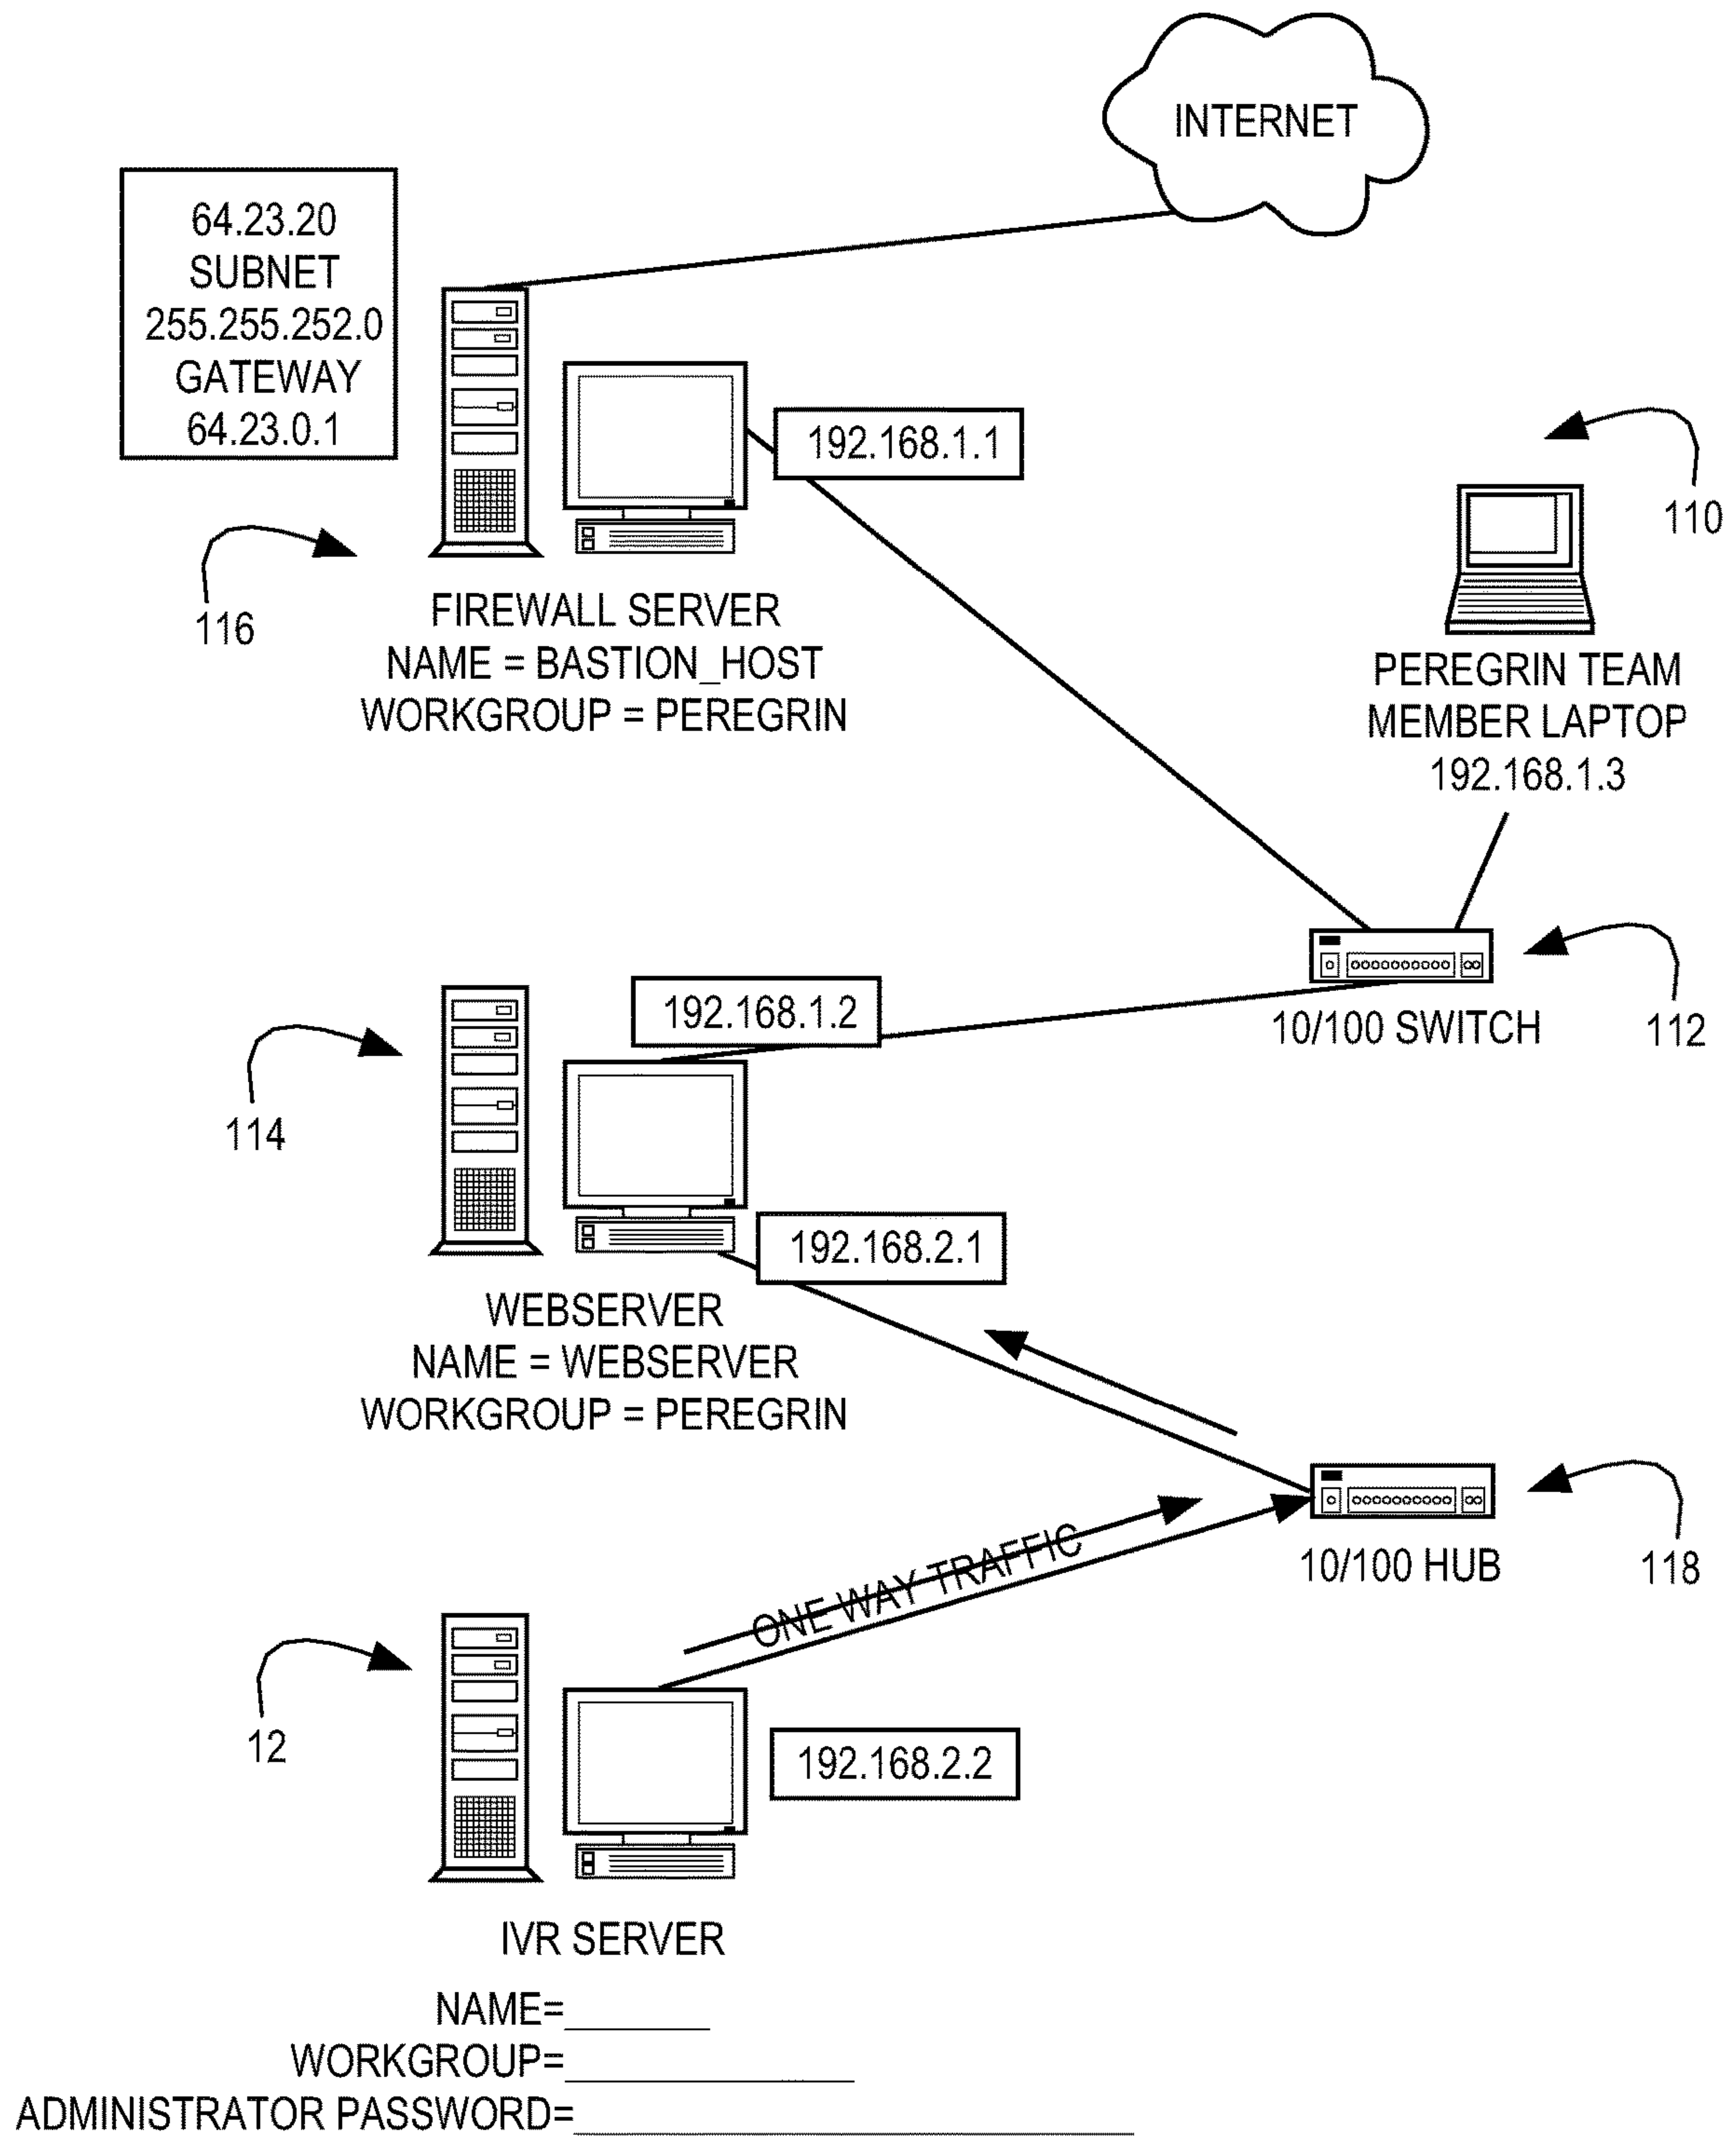 INTERNET
64.23.20
SUBNET
255.255.252.0
GATEWAY
64.23.0.1
192.168.1.1
110
116
FIREWALL SERVER
NAME = BASTION_HOST
WORKGROUP = PEREGRIN
PEREGRIN TEAM
MEMBER LAPTOP
192.168.1.3
192.168.1.2
10/100 SWITCH
112
114
192.168.2.1
WEBSERVER
NAME = WEBSERVER
WORKGROUP = PEREGRIN
ONE WAY TRAFFIC
10/100 HUB
118
12
192.168.2.2
IVR SERVER
NAME=_______
WORKGROUP=______________
ADMINISTRATOR PASSWORD=___________________________